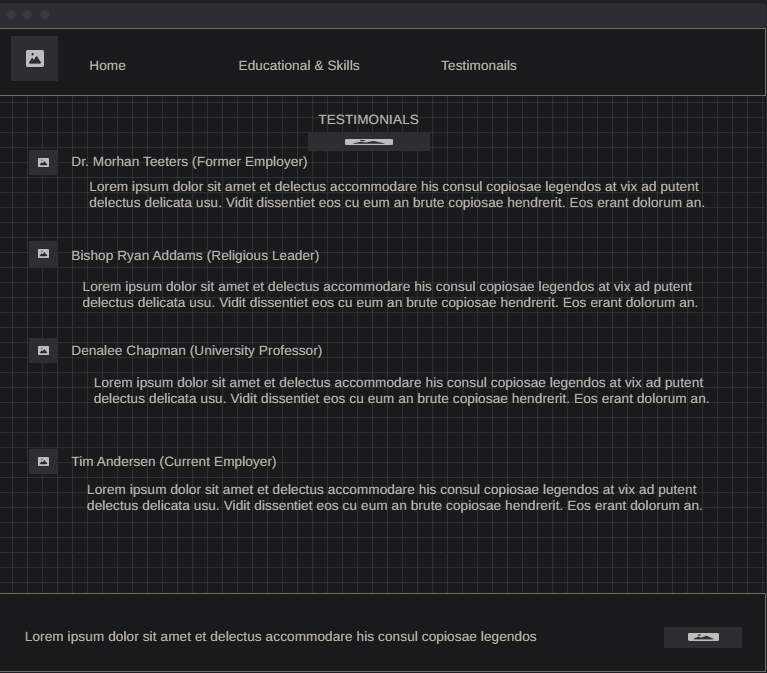 Home
Educational & Skills
Testimonails
TESTIMONIALS
Dr. Morhan Teeters (Former Employer)
Lorem ipsum dolor sit amet et delectus accommodare his consul copiosae legendos at vix ad putent
delectus delicata usu. Vidit dissentiet eos cu eum an brute copiosae hendrerit. Eos erant dolorum an.
Bishop Ryan Addams (Religious Leader)
Lorem ipsum dolor sit amet et delectus accommodare his consul copiosae legendos at vix ad putent
delectus delicata usu. Vidit dissentiet eos cu eum an brute copiosae hendrerit. Eos erant dolorum an.
Denalee Chapman (University Professor)
Lorem ipsum dolor sit amet et delectus accommodare his consul copiosae legendos at vix ad putent
delectus delicata usu. Vidit dissentiet eos cu eum an brute copiosae hendrerit. Eos erant dolorum an.
Tim Andersen (Current Employer)
Lorem ipsum dolor sit amet et delectus accommodare his consul copiosae legendos at vix ad putent
delectus delicata usu. Vidit dissentiet eos cu eum an brute copiosae hendrerit. Eos erant dolorum an.
Lorem ipsum dolor sit amet et delectus accommodare his consul copiosae legendos